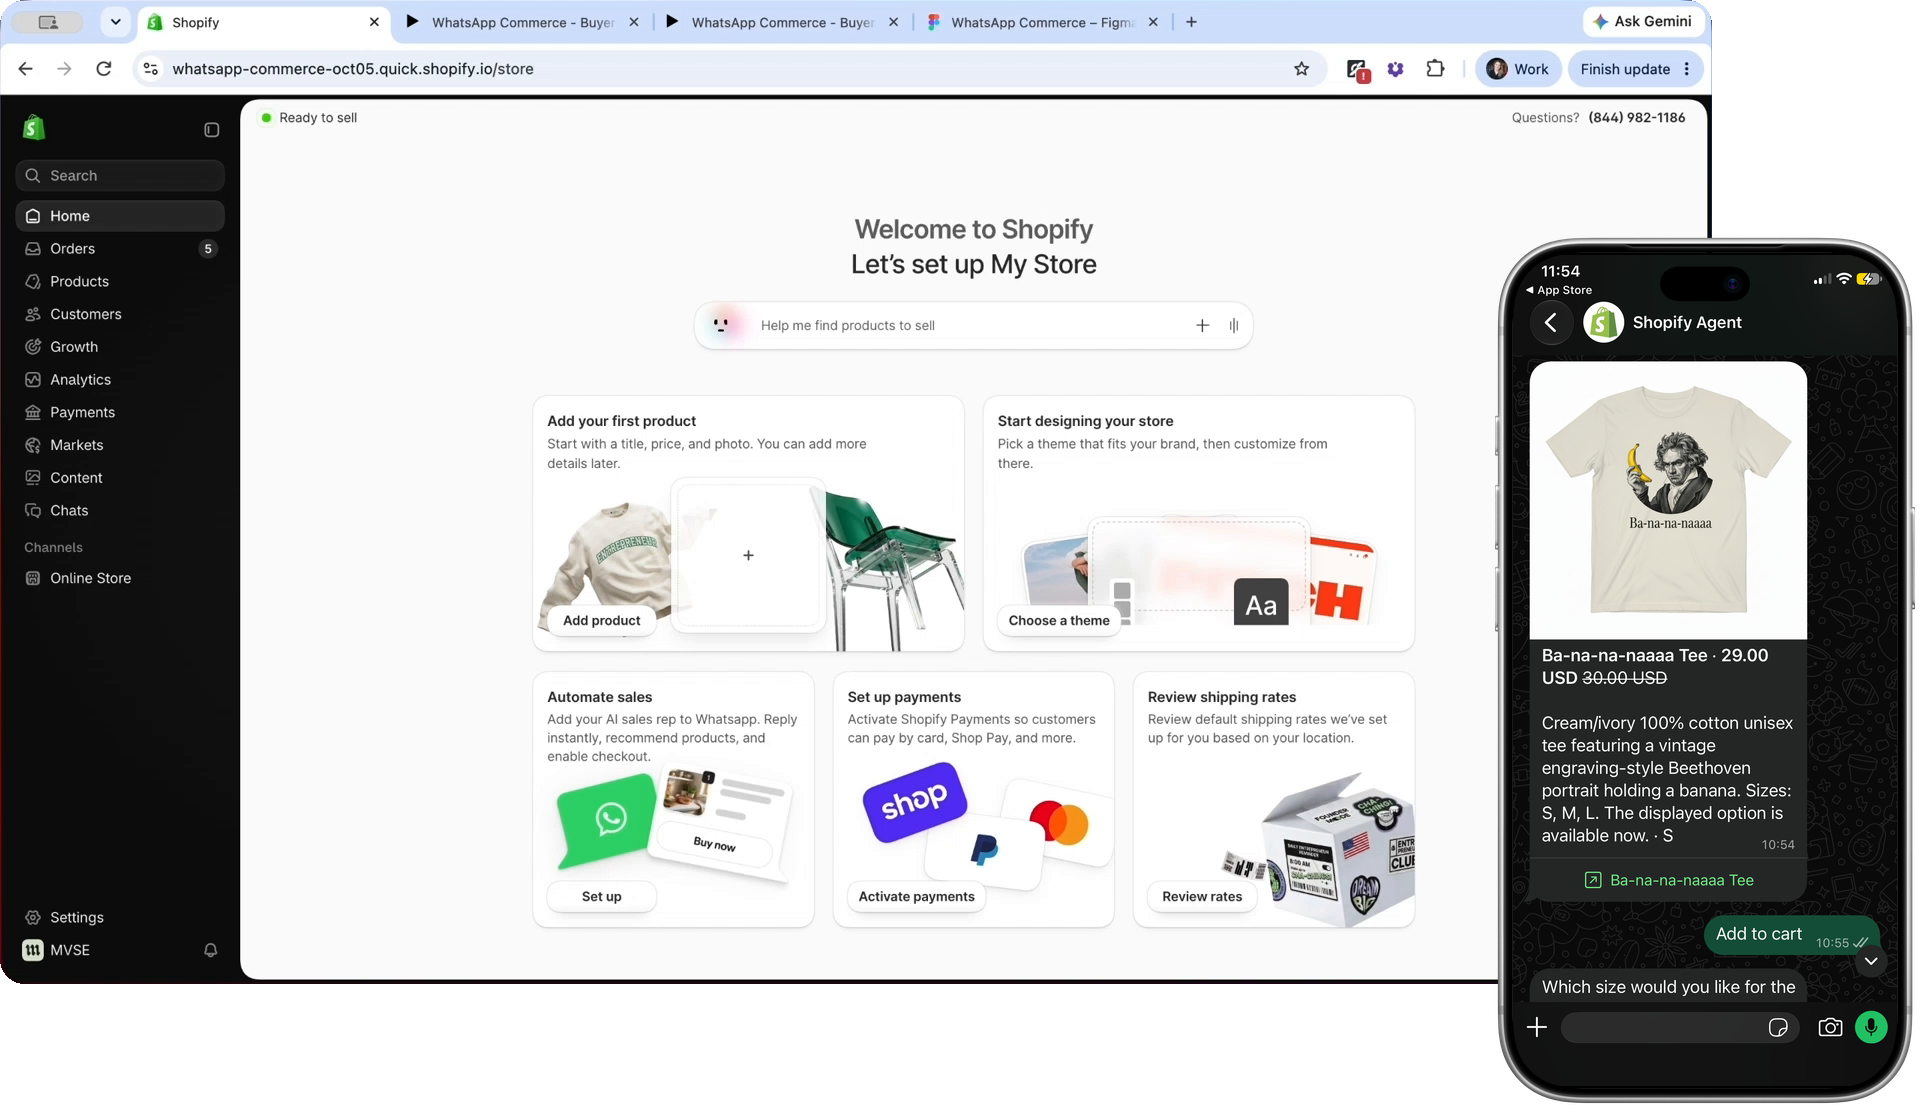 Shopify
WhatsApp Commerce - Buyer
WhatsApp Commerce - Buyer
WhatsApp Commerce – Figma
Ask Gemini
whatsapp-commerce-oct05.quick.shopify.io/store
Work
Finish update
Search
Home
Orders 5
Products
Customers
Growth
Analytics
Payments
Markets
Content
Chats
Channels
Online Store
Settings
MVSE
Ready to sell
Questions? (844) 982-1186
Welcome to Shopify
Let's set up My Store
Help me find products to sell
Add your first product
Start with a title, price, and photo. You can add more
details later.
ENTREPRENEUR
Add product
Start designing your store
Pick a theme that fits your brand, then customize from
there.
Aa
Choose a theme
Automate sales
Add your AI sales rep to Whatsapp. Reply
instantly, recommend products, and
enable checkout.
1
Buy now
Set up
Set up payments
Activate Shopify Payments so customers
can pay by card, Shop Pay, and more.
shop
Activate payments
Review shipping rates
Review default shipping rates we've set
up for you based on your location.
CHA-
CHING!
FOUNDER
INSIDE
DREAM
BIG
CLUB
Review rates
11:54
App Store
Shopify Agent
Ba-na-na-naaaa
Ba-na-na-naaaa Tee · 29.00
USD 30.00 USD
Cream/ivory 100% cotton unisex
tee featuring a vintage
engraving-style Beethoven
portrait holding a banana. Sizes:
S, M, L. The displayed option is
available now. · S
10:54
Ba-na-na-naaaa Tee
Add to cart 10:55
Which size would you like for the